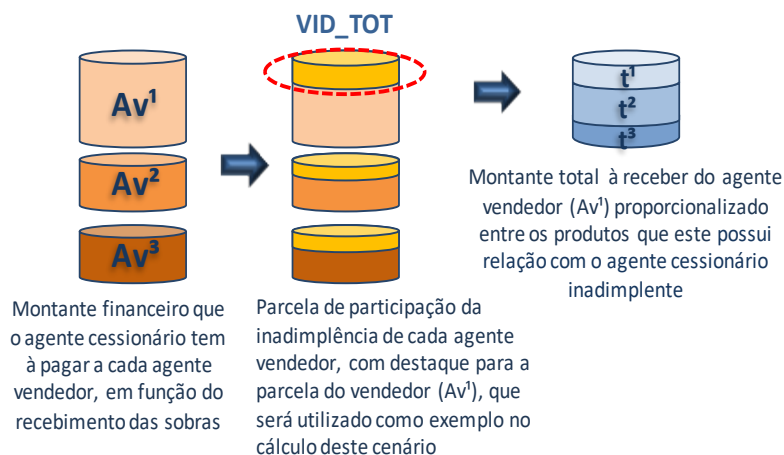 VID_TOT
Av¹
Av²
Av³
t¹
t²
t³
Montante financeiro que
o agente cessionário tem
à pagar a cada agente
vendedor, em função do
recebimento das sobras
Parcela de participação da
inadimplência de cada agente
vendedor, com destaque para a
parcela do vendedor (Av¹), que
será utilizado como exemplo no
cálculo deste cenário
Montante total à receber do agente
vendedor (Av¹) proporcionalizado
entre os produtos que este possui
relação com o agente cessionário
inadimplente